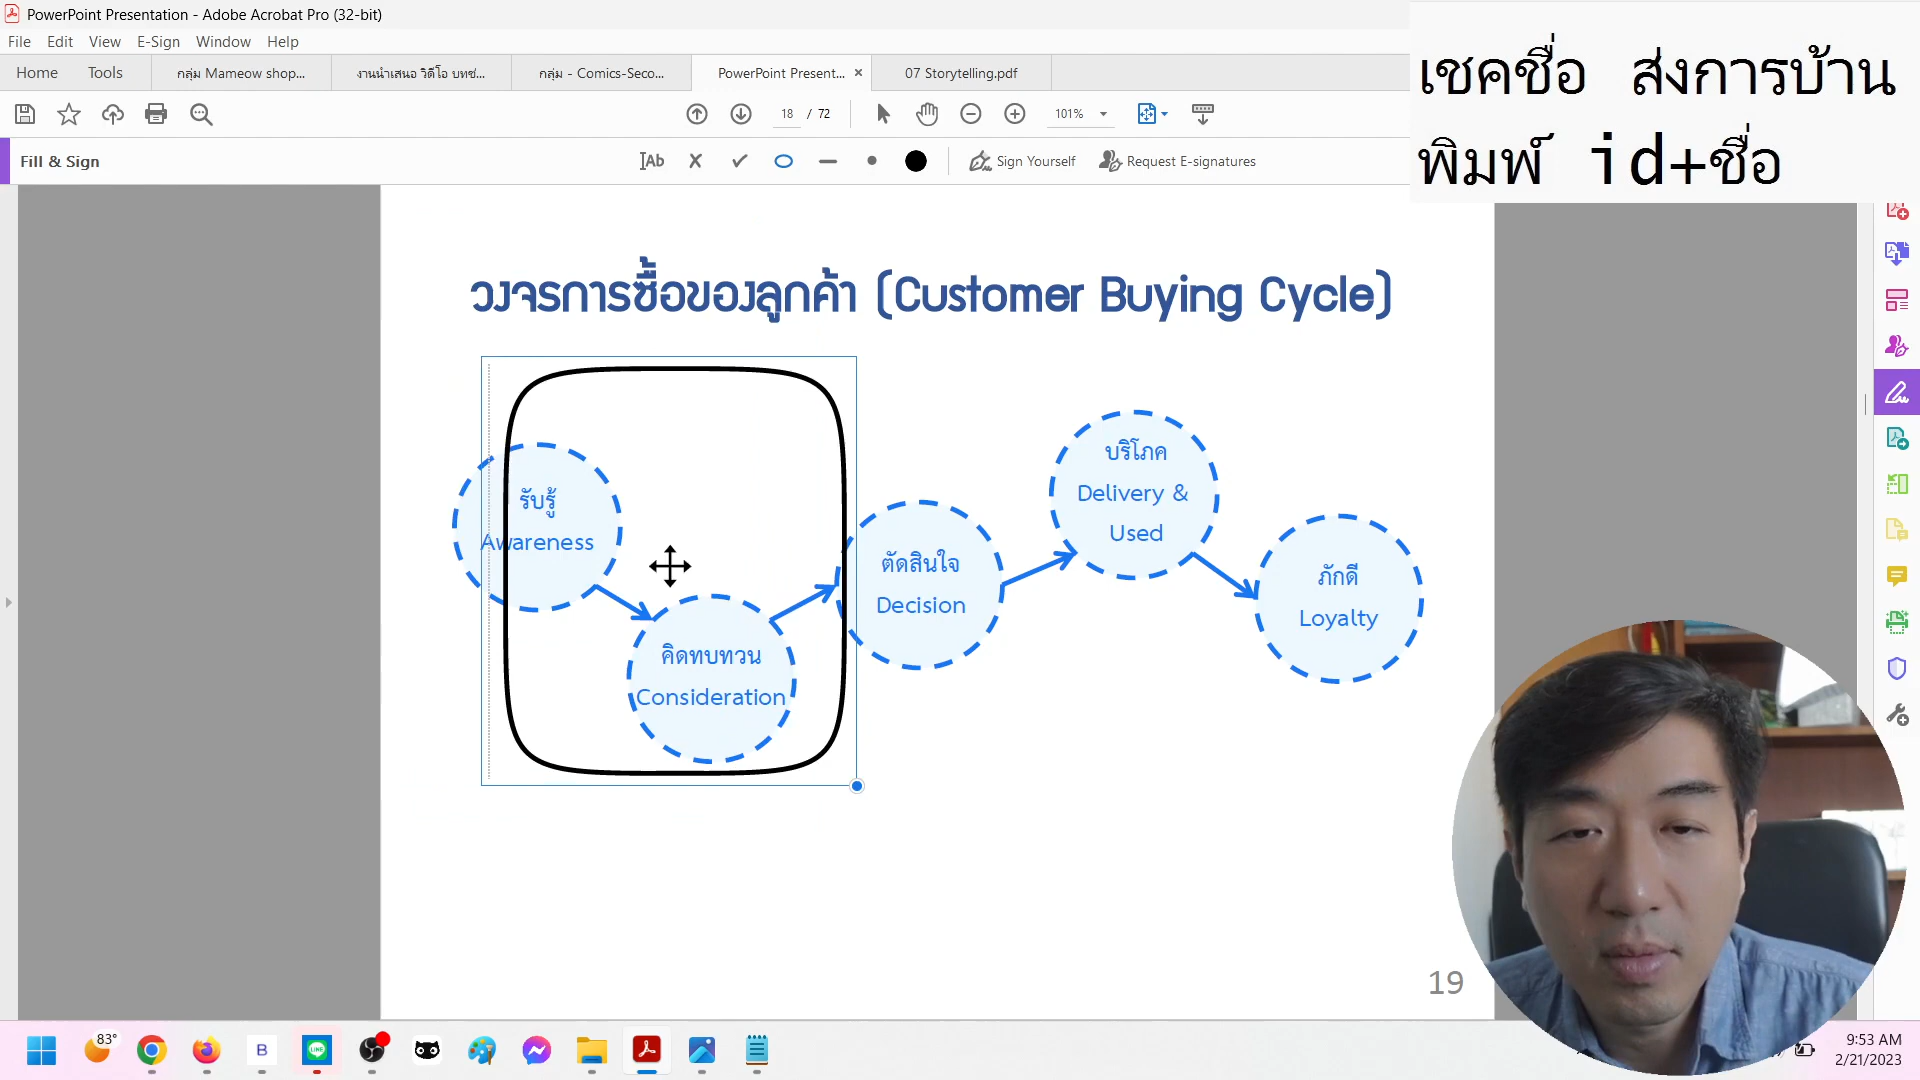 PowerPoint Presentation - Adobe Acrobat Pro (32-bit)
File Edit View E-Sign Window Help
Home Tools กลุ่ม Mameow shop... งานนำเสนอ วิดีโอ บทซ่... กลุ่ม - Comics-Seco... PowerPoint Present... × 07 Storytelling.pdf
เชคชื่อ ส่งการบ้าน
พิมพ์ id+ชื่อ
18 / 72 101%
Fill & Sign Sign Yourself Request E-signatures
วงจรการซื้อของลูกค้า (Customer Buying Cycle)
รับรู้
Awareness
คิดทบทวน
Consideration
ตัดสินใจ
Decision
บริโภค
Delivery &
Used
ภักดี
Loyalty
19
83°
9:53 AM
2/21/2023